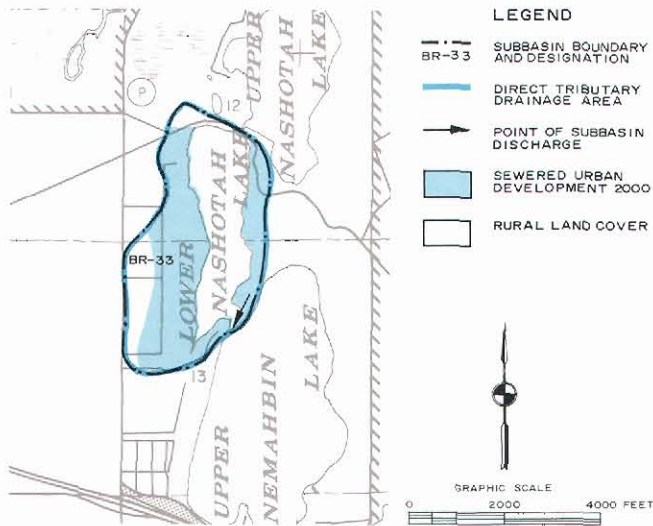 LEGEND
BR-33
SUBBASIN BOUNDARY
AND DESIGNATION
DIRECT TRIBUTARY
DRAINAGE AREA
POINT OF SUBBASIN
DISCHARGE
SEWERED URBAN
DEVELOPMENT 2000
RURAL LAND COVER
GRAPHIC SCALE
0 2000 4000 FEET
P
12
UPPER
NASHOTAH
LAKE
BR-33
LOWER
NASHOTAH
LAKE
13
UPPER
NEMAHBIN
LAKE